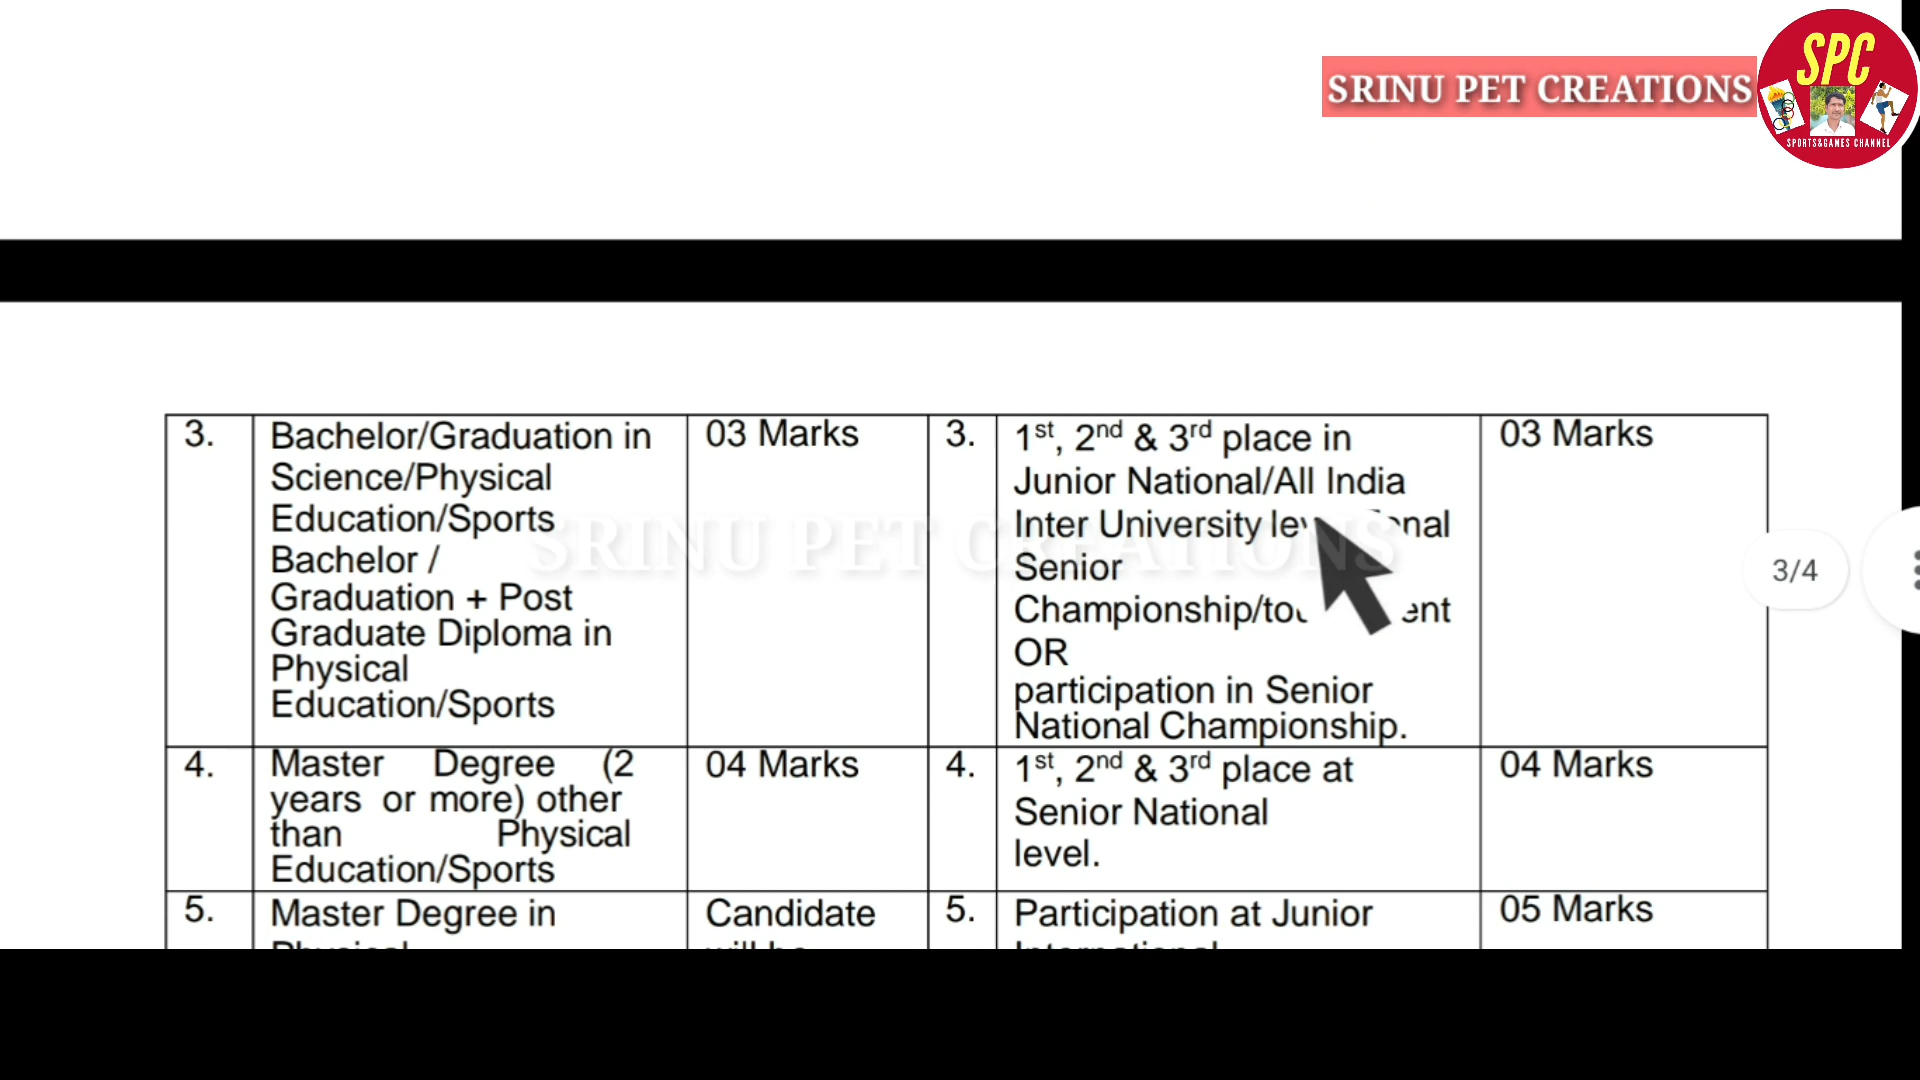 SRINU PET CREATIONS
SPC
SPORTS&GAMES CHANNEL
3. Bachelor/Graduation in 03 Marks 3. 1st, 2nd & 3rd place in 03 Marks
Science/Physical Junior National/All India
Education/Sports Inter University
Bachelor / Senior
Graduation + Post
Graduate Diploma in OR
Physical participation in Senior
Education/Sports National Championship.
4. Master Degree (2 04 Marks 4. 1st, 2nd & 3rd place at 04 Marks
years or more) other Senior National
than Physical level.
Education/Sports
5. Master Degree in Candidate 5. Participation at Junior 05 Marks
SRINU PET CREATIONS
3/4